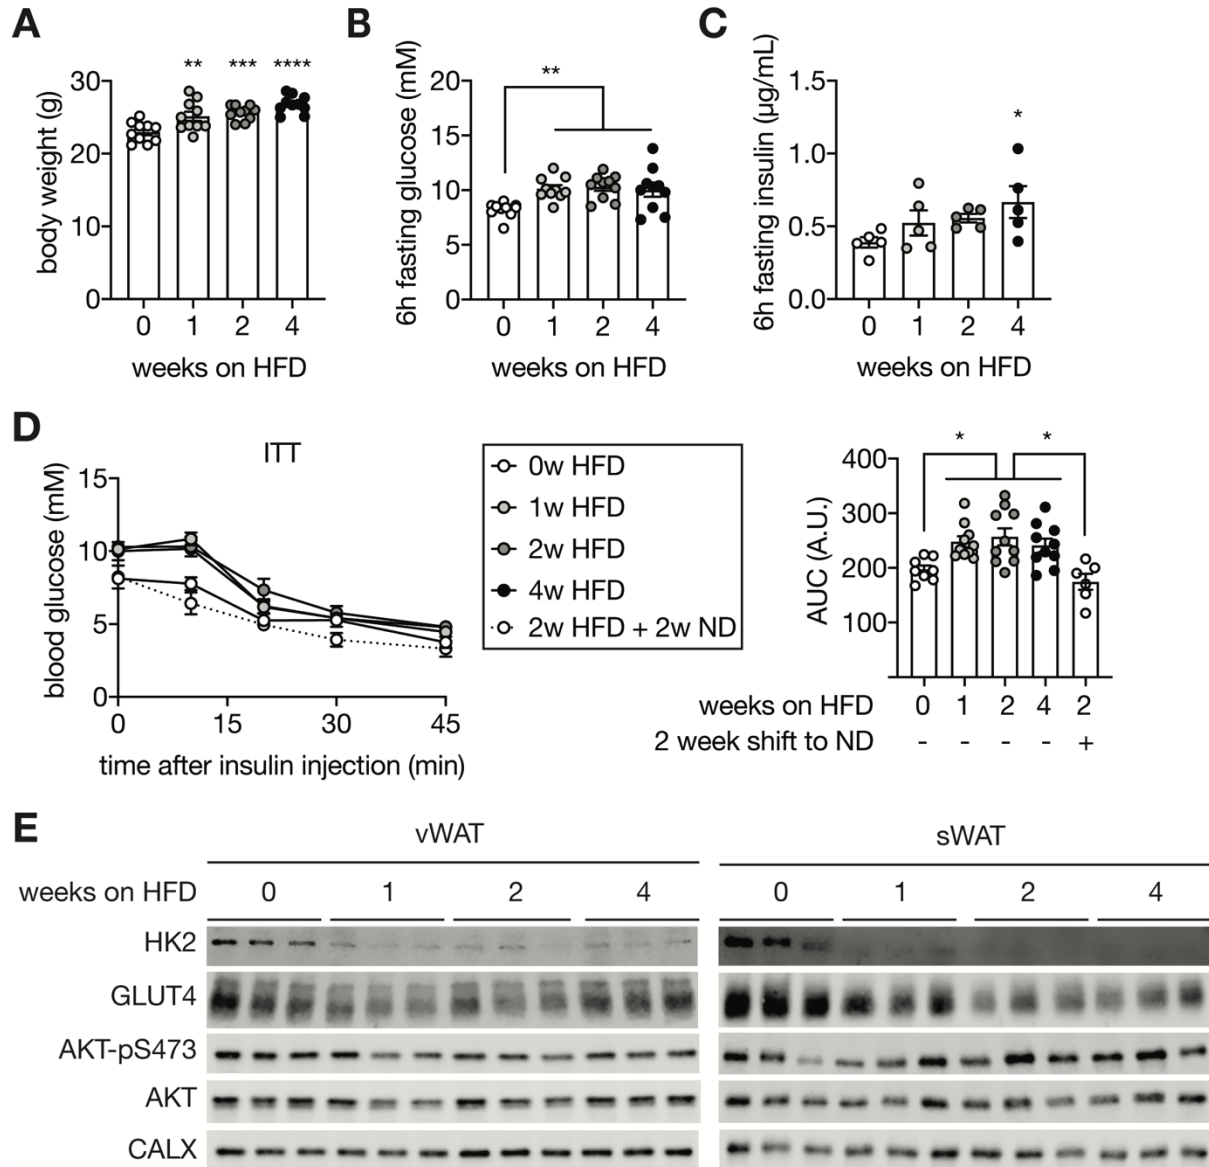 A
** *** ****
body weight (g)
30
20
10
0
0 1 2 4
weeks on HFD
B
**
6h fasting glucose (mM)
20
15
10
5
0
0 1 2 4
weeks on HFD
C
*
6h fasting insulin (µg/mL)
1.5
1.0
0.5
0.0
0 1 2 4
weeks on HFD
D
ITT
blood glucose (mM)
15
10
5
0
0 15 30 45
time after insulin injection (min)
0w HFD
1w HFD
2w HFD
4w HFD
2w HFD + 2w ND
* *
AUC (A.U.)
400
300
200
100
weeks on HFD 0 1 2 4 2
2 week shift to ND - - - - +
E
vWAT sWAT
weeks on HFD 0 1 2 4 0 1 2 4
HK2
GLUT4
AKT-pS473
AKT
CALX